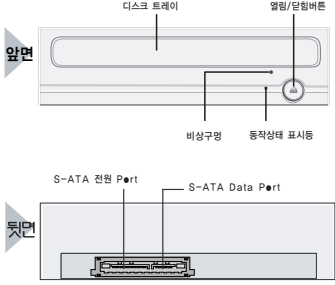 디스크 트레이
열림/닫힘버튼
앞면
비상구멍
동작상태 표시등
S-ATA 전원 Port
S-ATA Data Port
뒷면